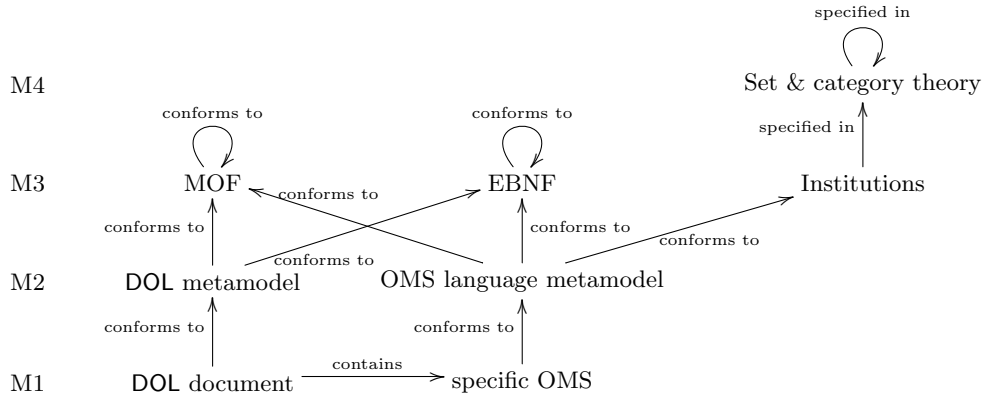 specified in
M4
Set & category theory
conforms to
conforms to
specified in
M3
MOF
EBNF
Institutions
conforms to
conforms to
conforms to
conforms to
conforms to
M2
DOL metamodel
OMS language metamodel
conforms to
conforms to
contains
M1
DOL document
specific OMS